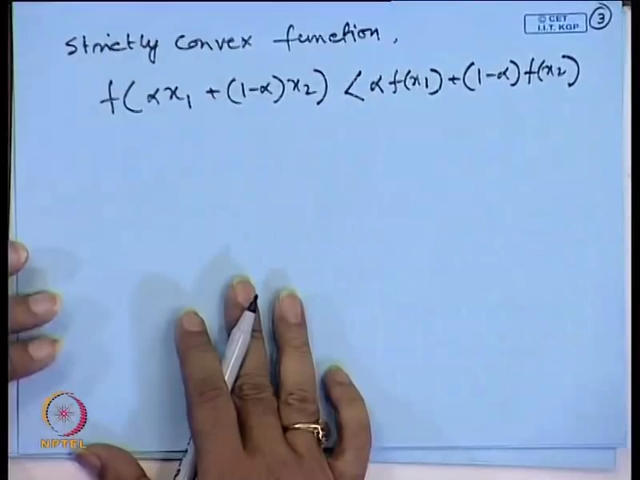 © CET
I.I.T. KGP
3
strictly convex function.
f(αx₁ + (1-α)x₂) < αf(x₁) + (1-α)f(x₂)
NPTEL